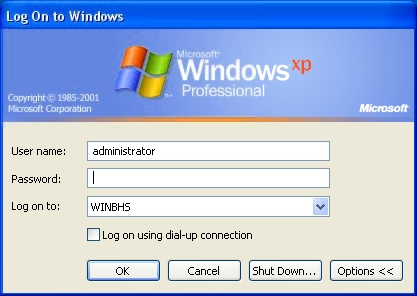 Log On to Windows
Microsoft®
Windows xp
Professional
Copyright © 1985-2001
Microsoft Corporation
Microsoft
User name: administrator
Password:
Log on to: WINBHS
Log on using dial-up connection
OK Cancel Shut Down... Options <<